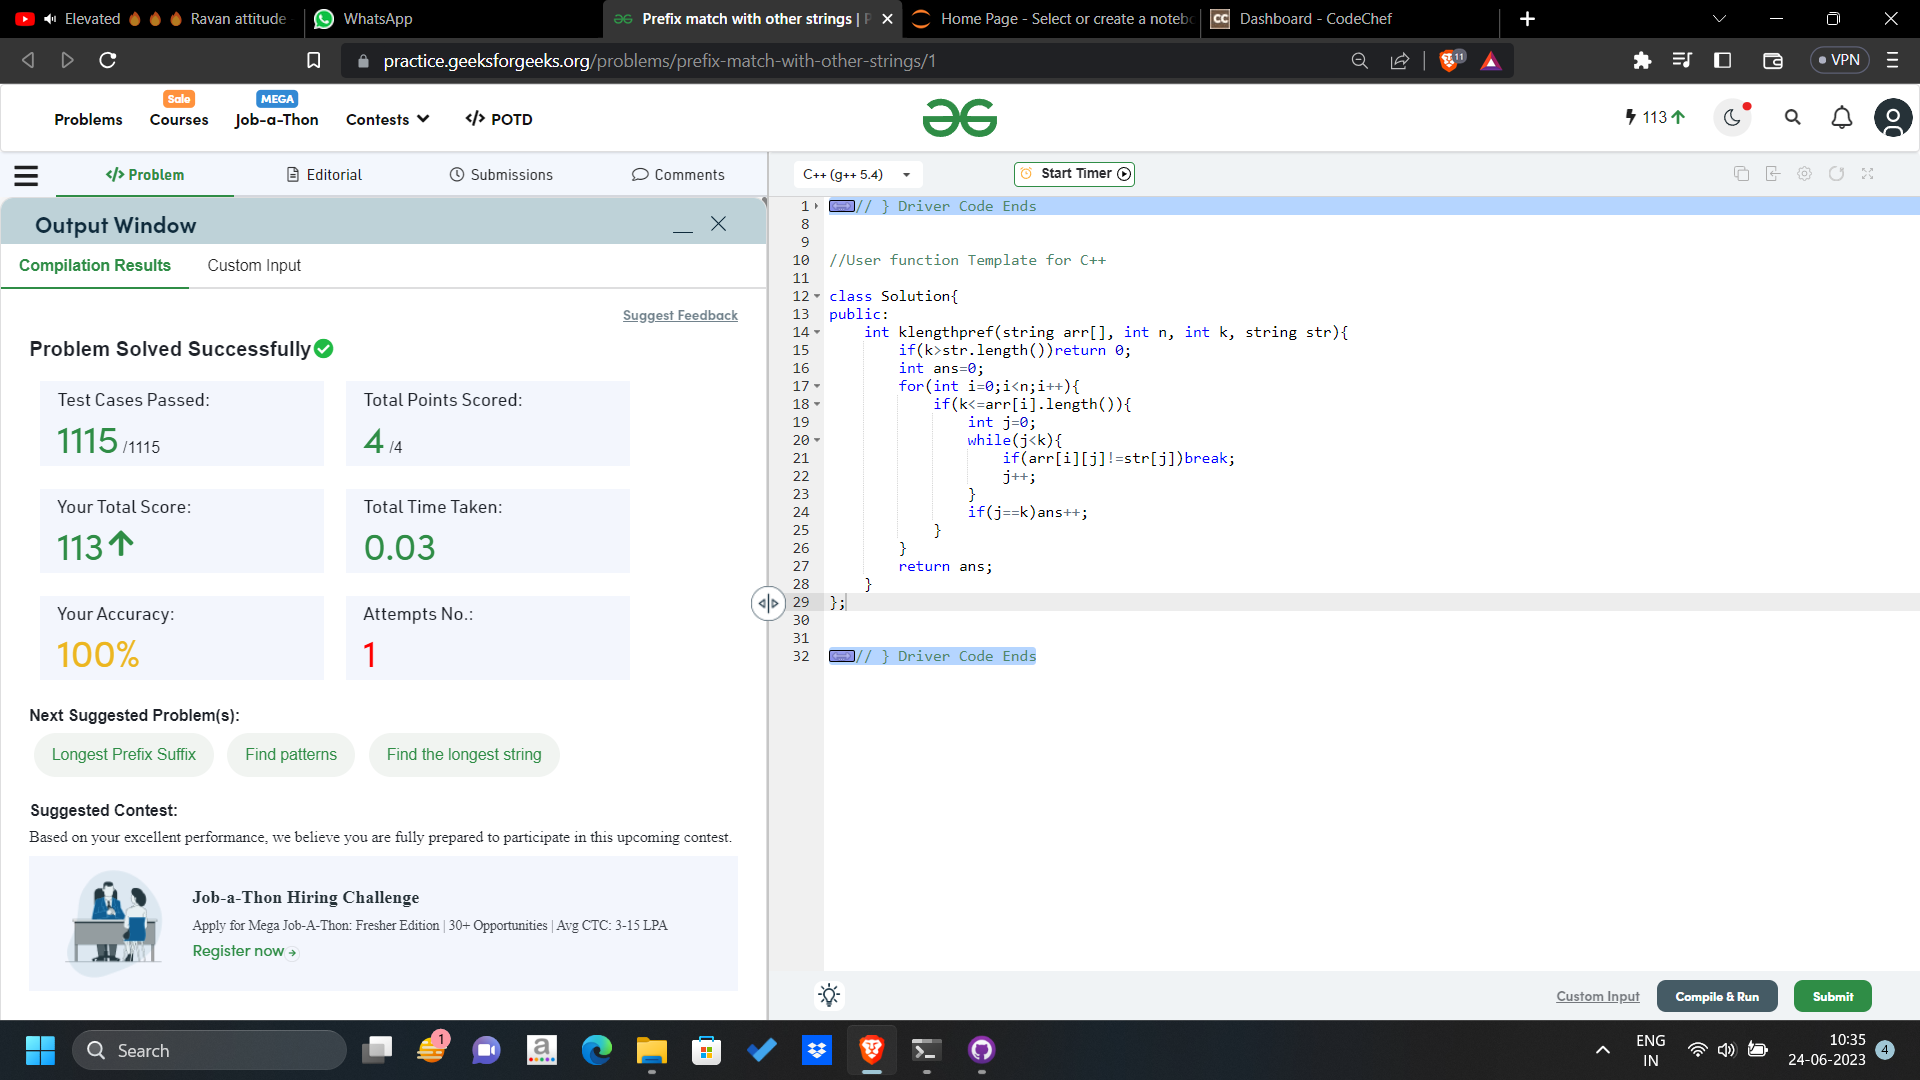 Elevated 🔥🔥🔥 Ravan attitude
WhatsApp
Prefix match with other strings | P
Home Page - Select or create a noteb
CC Dashboard - CodeChef
practice.geeksforgeeks.org/problems/prefix-match-with-other-strings/1
11
VPN
Sale
MEGA
Problems
Courses
Job-a-Thon
Contests
</> POTD
113
</> Problem
Editorial
Submissions
Comments
C++ (g++ 5.4)
Start Timer
Output Window
Compilation Results
Custom Input
Suggest Feedback
Problem Solved Successfully
Test Cases Passed:
1115 /1115
Total Points Scored:
4 /4
Your Total Score:
113
Total Time Taken:
0.03
Your Accuracy:
100%
Attempts No.:
1
Next Suggested Problem(s):
Longest Prefix Suffix
Find patterns
Find the longest string
Suggested Contest:
Based on your excellent performance, we believe you are fully prepared to participate in this upcoming contest.
Job-a-Thon Hiring Challenge
Apply for Mega Job-A-Thon: Fresher Edition | 30+ Opportunities | Avg CTC: 3-15 LPA
Register now
1 // } Driver Code Ends
8
9
10 //User function Template for C++
11
12 class Solution{
13 public:
14 int klengthpref(string arr[], int n, int k, string str){
15 if(k>str.length())return 0;
16 int ans=0;
17 for(int i=0;i<n;i++){
18 if(k<=arr[i].length()){
19 int j=0;
20 while(j<k){
21 if(arr[i][j]!=str[j])break;
22 j++;
23 }
24 if(j==k)ans++;
25 }
26 }
27 return ans;
28 }
29 };
30
31
32 // } Driver Code Ends
Custom Input
Compile & Run
Submit
Search
1
a
ENG
IN
10:35
24-06-2023
4